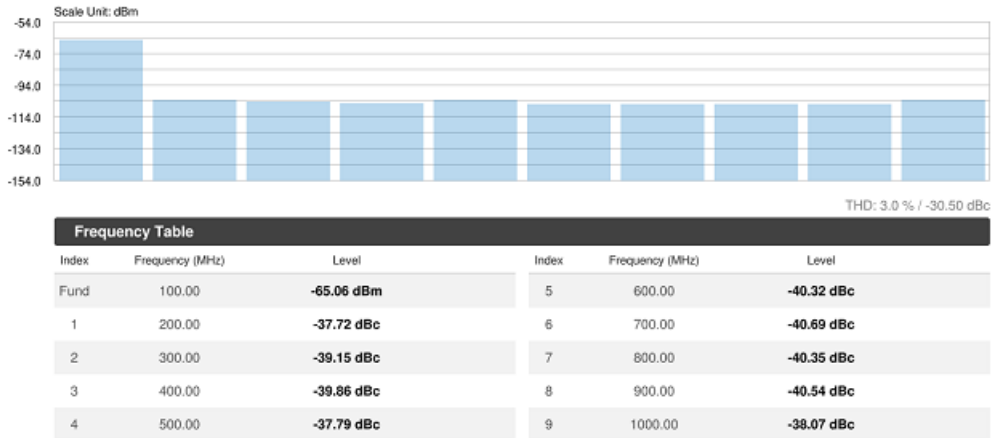 Scale Unit: dBm
-54.0
-74.0
-94.0
-114.0
-134.0
-154.0
THD: 3.0 % / -30.50 dBc
Frequency Table
Index Frequency (MHz) Level Index Frequency (MHz) Level
Fund 100.00 -65.06 dBm 5 600.00 -40.32 dBc
1 200.00 -37.72 dBc 6 700.00 -40.69 dBc
2 300.00 -39.15 dBc 7 800.00 -40.35 dBc
3 400.00 -39.86 dBc 8 900.00 -40.54 dBc
4 500.00 -37.79 dBc 9 1000.00 -38.07 dBc